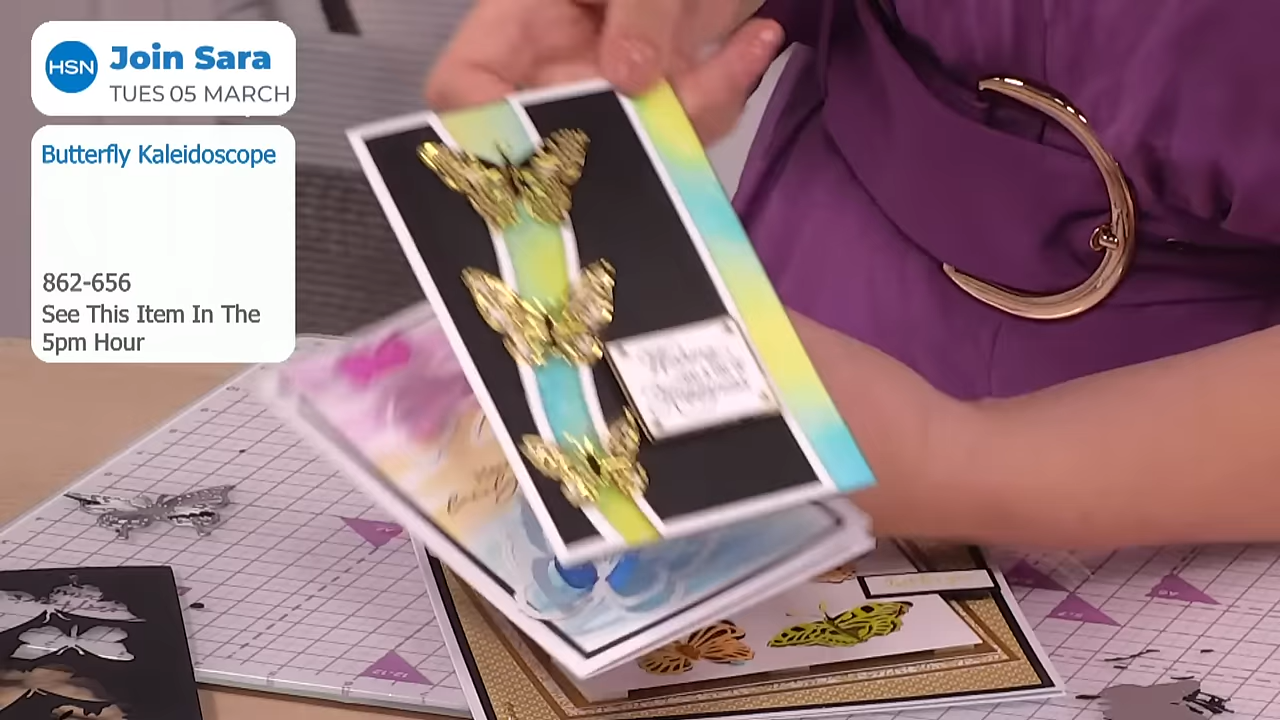 HSN
Join Sara
TUES 05 MARCH
Butterfly Kaleidoscope
862-656
See This Item In The
5pm Hour